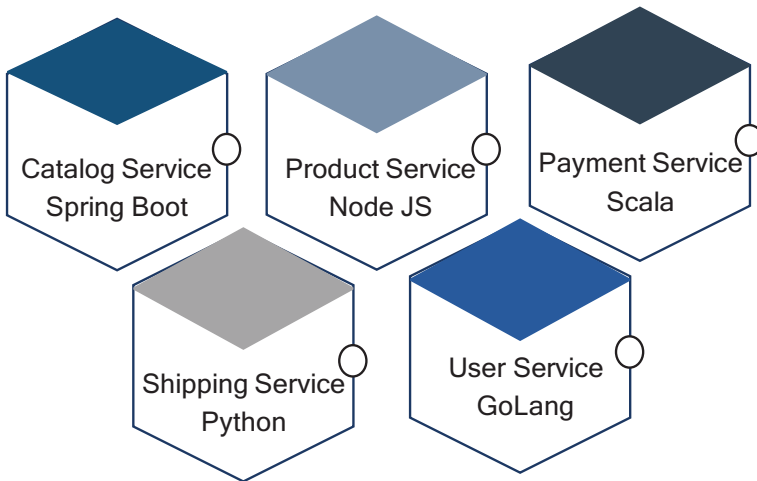 Catalog Service
Spring Boot
Product Service
Node JS
Payment Service
Scala
Shipping Service
Python
User Service
GoLang